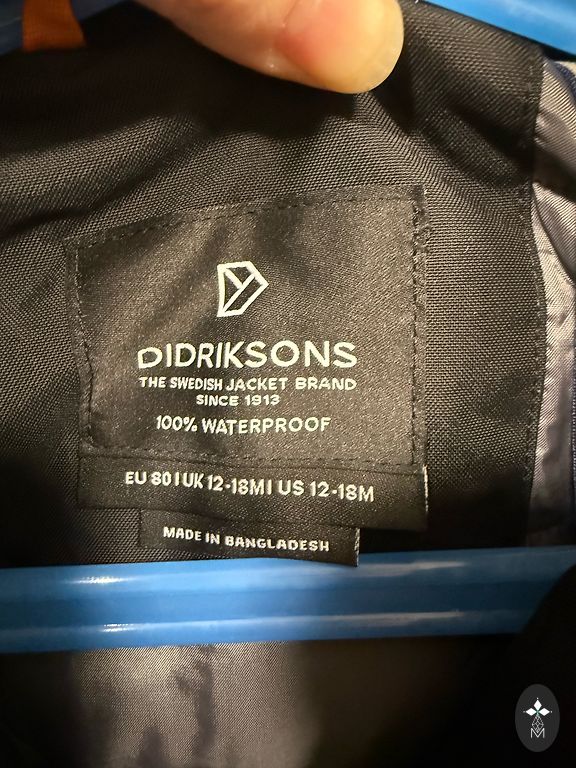 DIDRIKSONS
THE SWEDISH JACKET BRAND
SINCE 1913
100% WATERPROOF
EU 80 | UK 12-18M | US 12-18M
MADE IN BANGLADESH
M